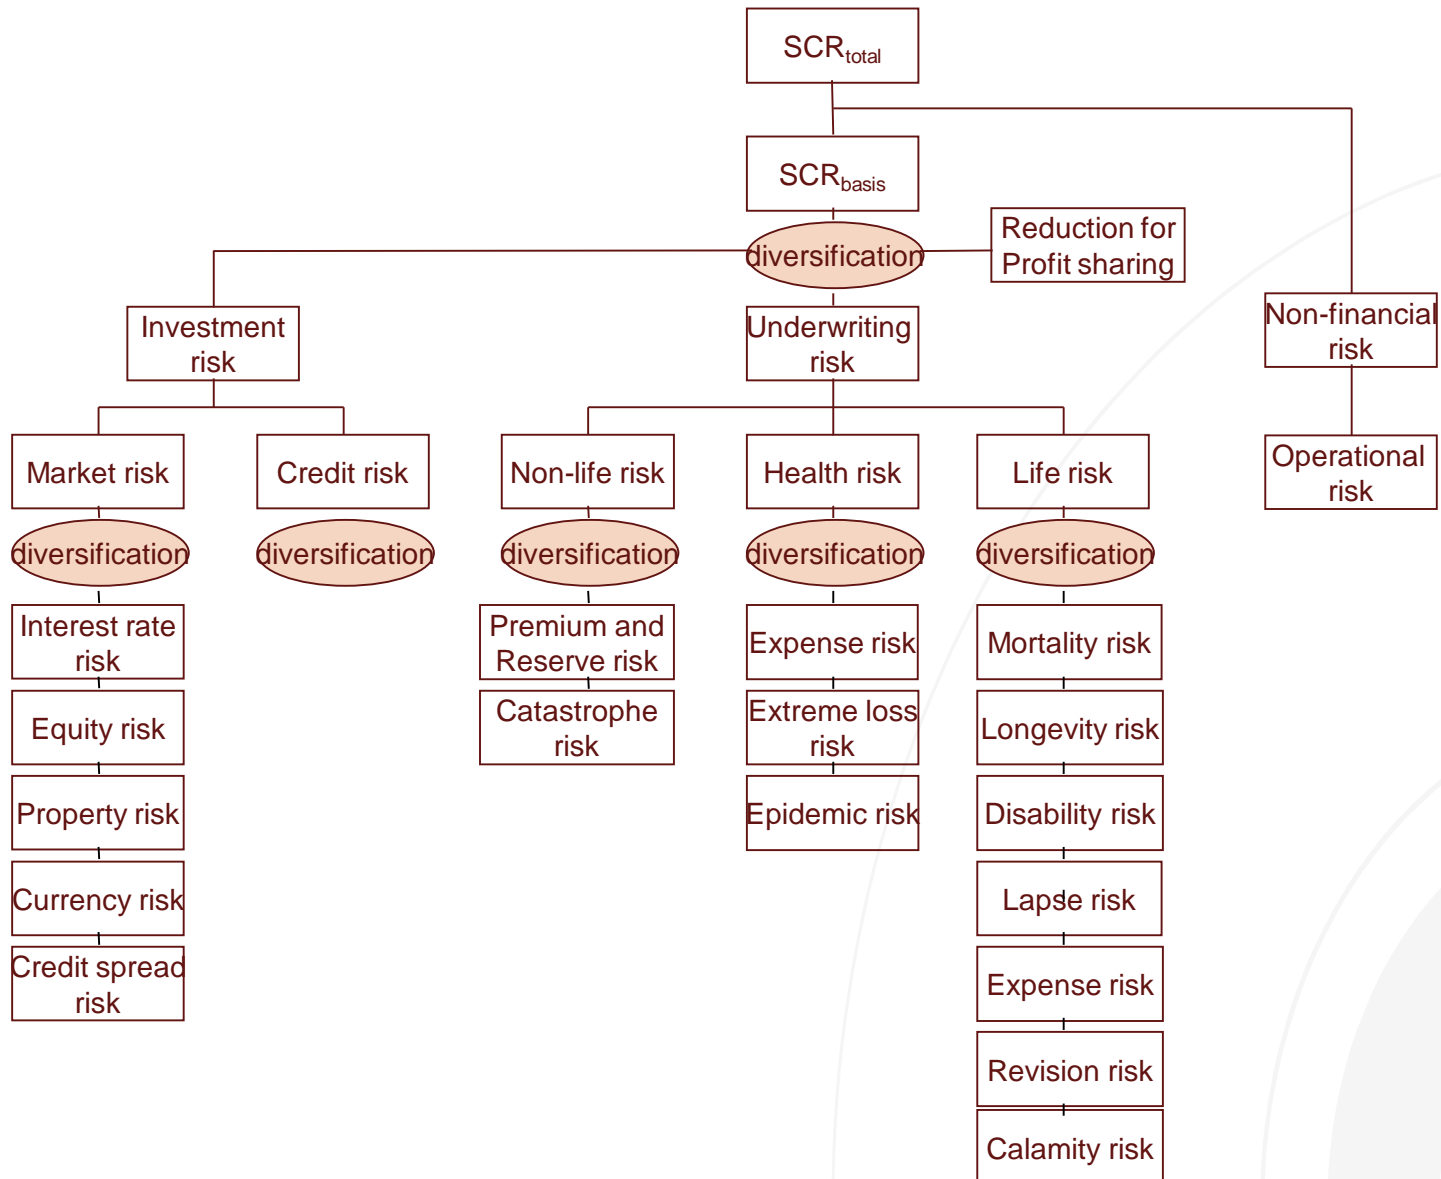 SCRtotal
SCRbasis
diversification
Reduction for
Profit sharing
Investment
risk
Underwriting
risk
Non-financial
risk
Market risk
Credit risk
Non-life risk
Health risk
Life risk
Operational
risk
diversification
diversification
diversification
diversification
diversification
Interest rate
risk
Premium and
Reserve risk
Expense risk
Mortality risk
Equity risk
Catastrophe
risk
Extreme loss
risk
Longevity risk
Property risk
Epidemic risk
Disability risk
Currency risk
Lapse risk
Credit spread
risk
Expense risk
Revision risk
Calamity risk